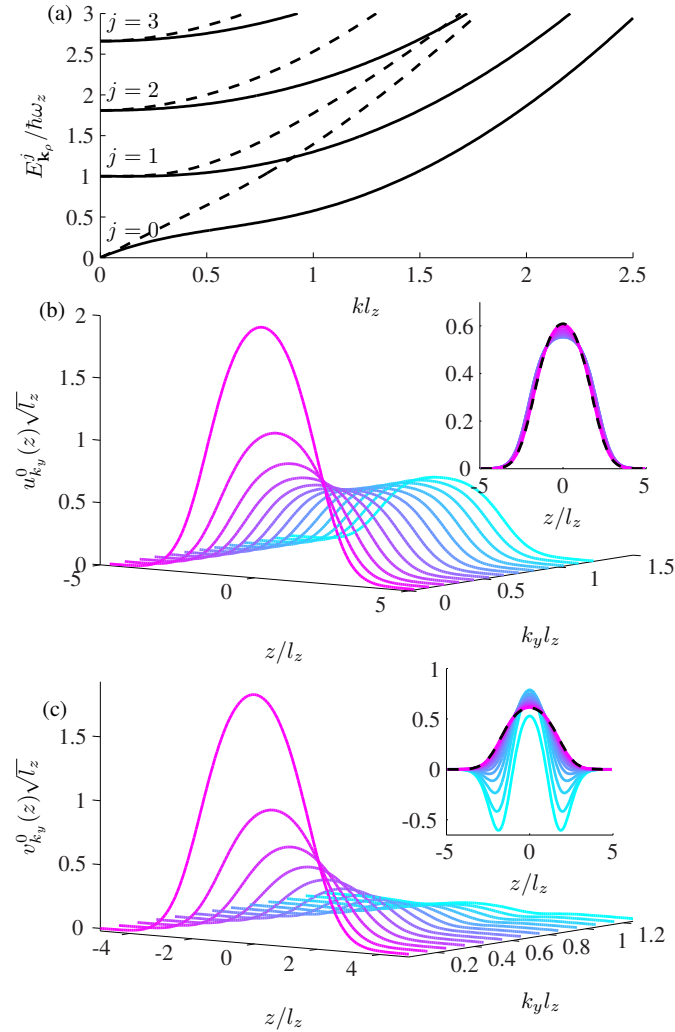 (a)
3
2.5
2
1.5
1
0.5
0
E^j_{k_ρ}/ħω_z
j = 3
j = 2
j = 1
j = 0
0 0.5 1 1.5 2 2.5
kl_z
(b)
2
1.5
1
0.5
0
u^0_{k_y}(z)√l_z
-5 0 5
z/l_z
0 0.5 1 1.5
k_yl_z
0.6
0.4
0.2
0
-5 0 5
z/l_z
(c)
1.5
1
0.5
0
v^0_{k_y}(z)√l_z
-4 -2 0 2 4
z/l_z
0.2 0.4 0.6 0.8 1 1.2
k_yl_z
1
0.5
0
-0.5
-5 0 5
z/l_z